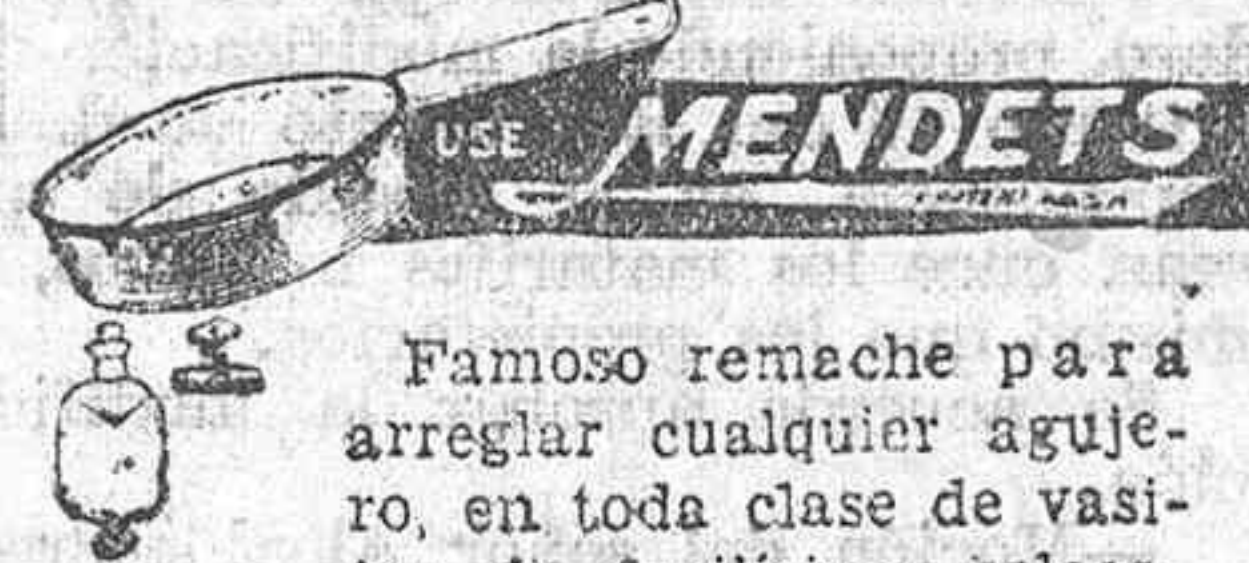 USE MENDETS
Famoso remache para
arreglar cualquier aguje-
ro, en toda clase de vasi-